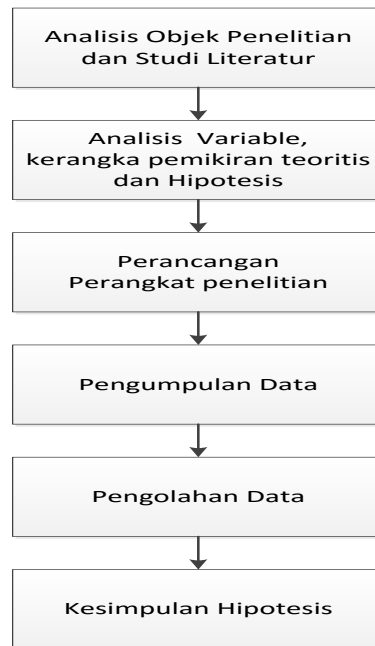 Analisis Objek Penelitian
dan Studi Literatur
Analisis Variable,
kerangka pemikiran teoritis
dan Hipotesis
Perancangan
Perangkat penelitian
Pengumpulan Data
Pengolahan Data
Kesimpulan Hipotesis